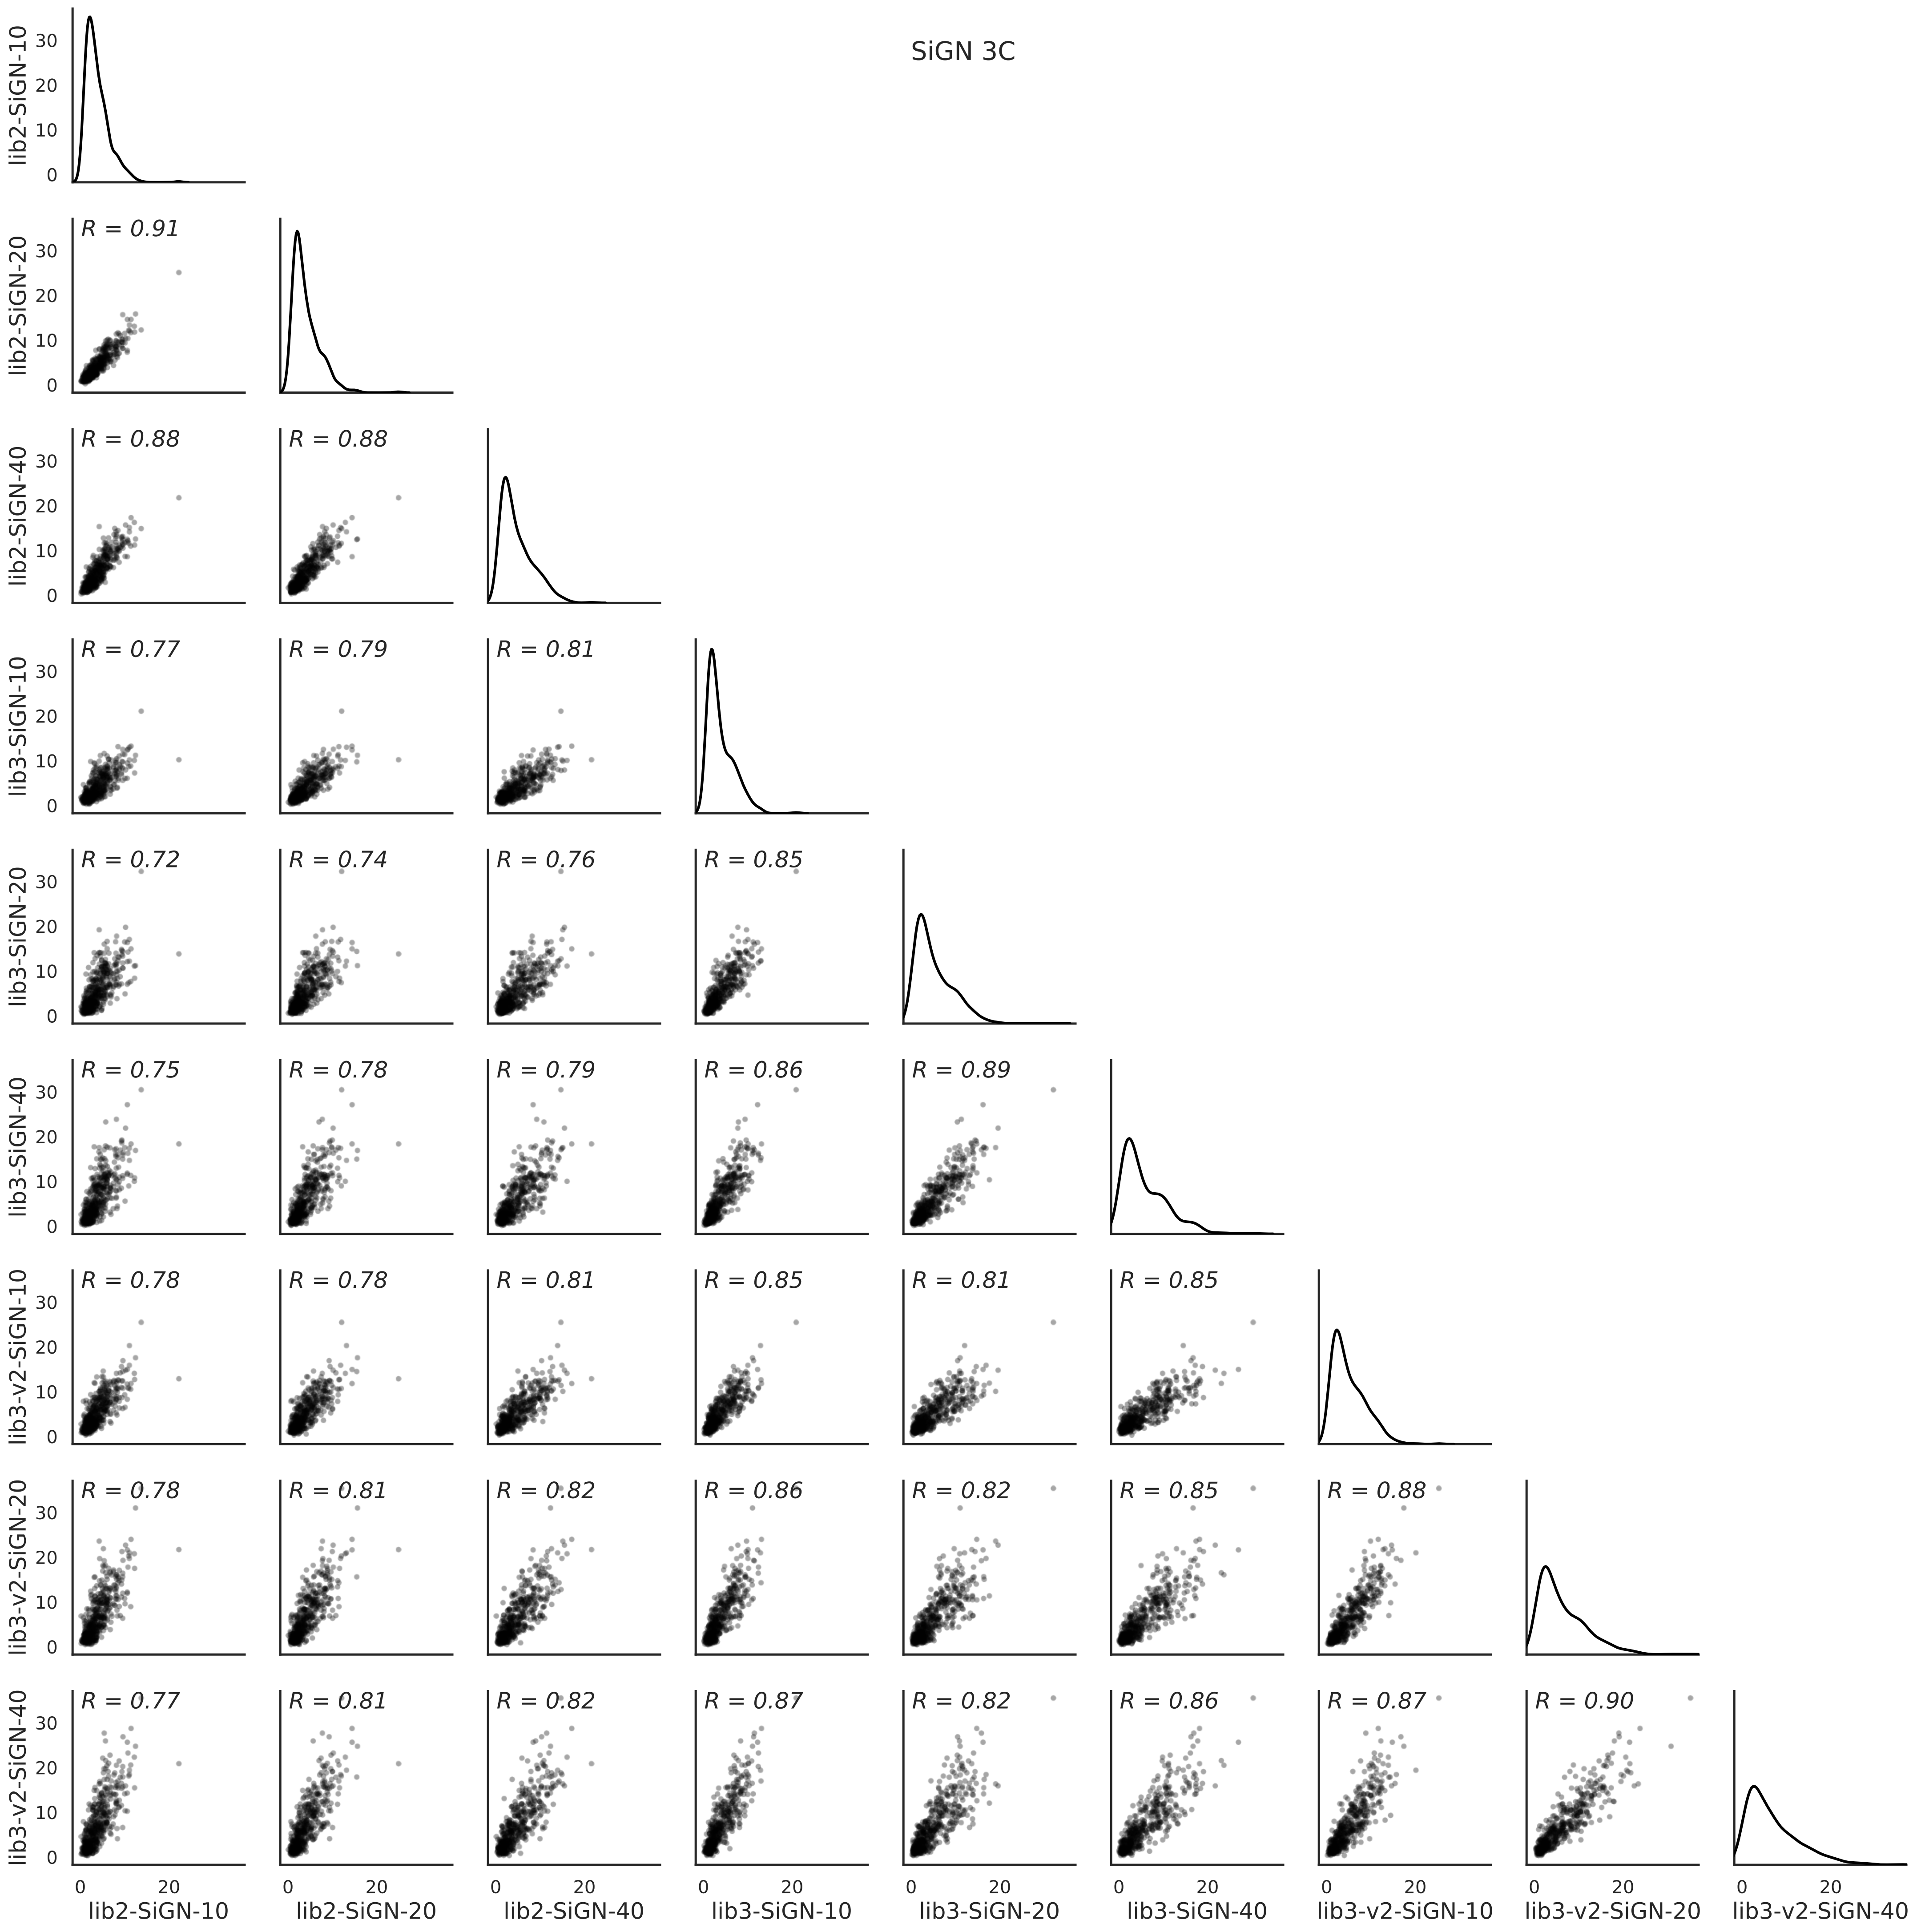 SiGN 3C
lib2-SiGN-10
30
20
10
0
lib2-SiGN-20
30
20
10
0
R = 0.91
lib2-SiGN-40
30
20
10
0
R = 0.88 R = 0.88
lib3-SiGN-10
30
20
10
0
R = 0.77 R = 0.79 R = 0.81
lib3-SiGN-20
30
20
10
0
R = 0.72 R = 0.74 R = 0.76 R = 0.85
lib3-SiGN-40
30
20
10
0
R = 0.75 R = 0.78 R = 0.79 R = 0.86 R = 0.89
lib3-v2-SiGN-10
30
20
10
0
R = 0.78 R = 0.78 R = 0.81 R = 0.85 R = 0.81 R = 0.85
lib3-v2-SiGN-20
30
20
10
0
R = 0.78 R = 0.81 R = 0.82 R = 0.86 R = 0.82 R = 0.85 R = 0.88
lib3-v2-SiGN-40
30
20
10
0
R = 0.77 R = 0.81 R = 0.82 R = 0.87 R = 0.82 R = 0.86 R = 0.87 R = 0.90
0 20 0 20 0 20 0 20 0 20 0 20 0 20 0 20 0 20
lib2-SiGN-10 lib2-SiGN-20 lib2-SiGN-40 lib3-SiGN-10 lib3-SiGN-20 lib3-SiGN-40 lib3-v2-SiGN-10 lib3-v2-SiGN-20 lib3-v2-SiGN-40